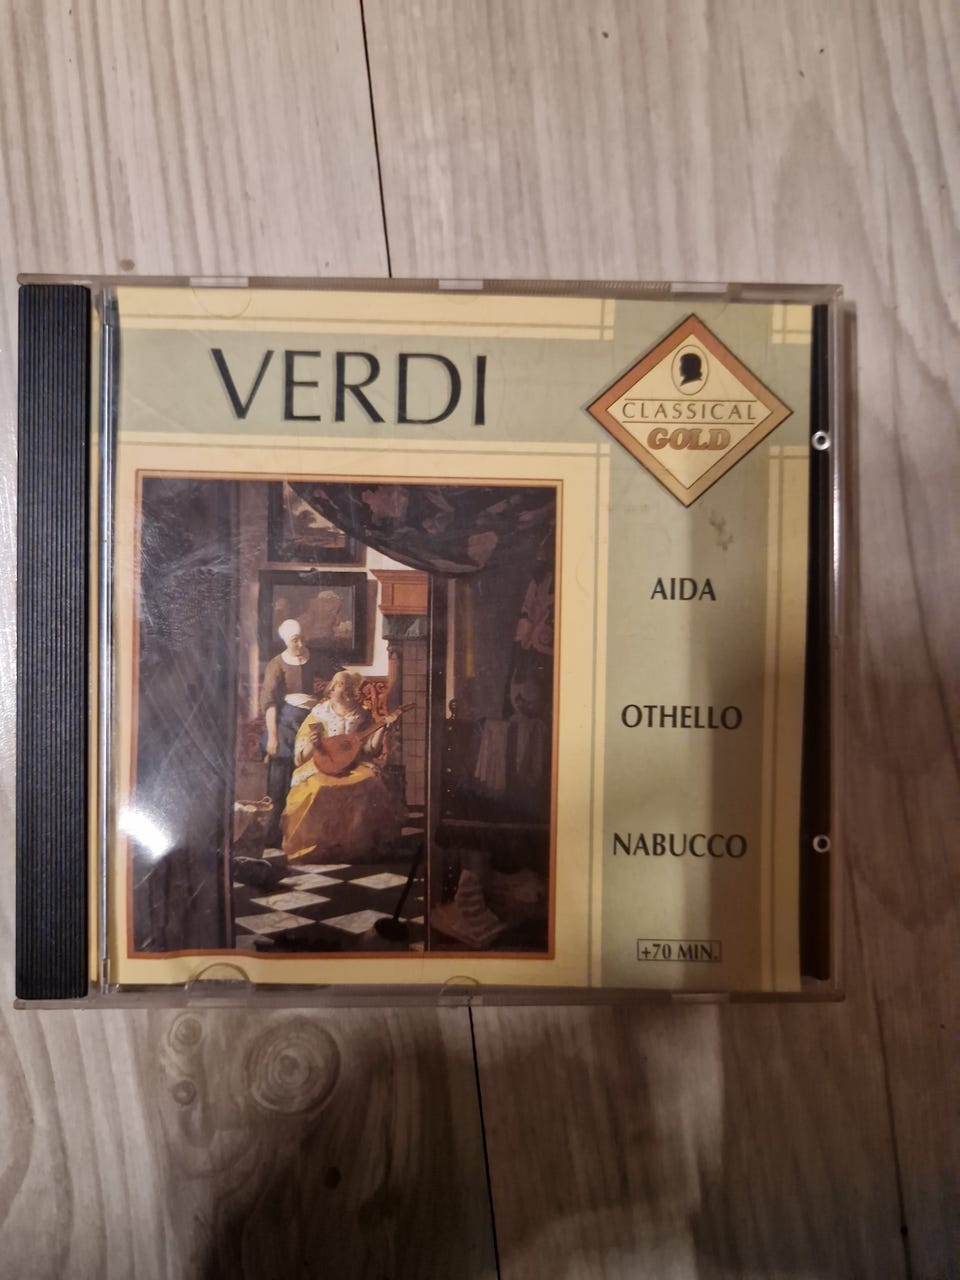 VERDI
CLASSICAL
GOLD
AIDA
OTHELLO
NABUCCO
+70 MIN.